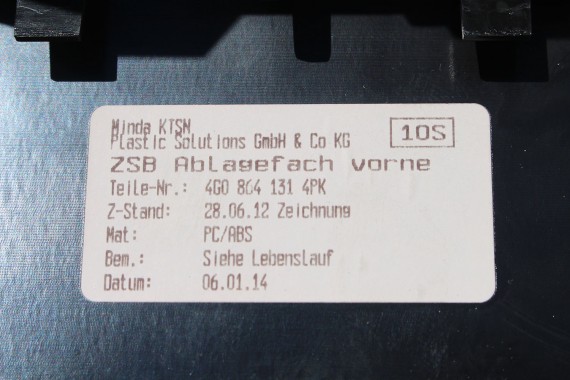 Minda KTSN
Plastic Solutions GmbH & Co KG
10S
ZSB Ablagefach vorne
Teile-Nr.: 4G0 864 131 4PK
Z-Stand: 28.06.12 Zeichnung
Mat: PC/ABS
Bem.: Siehe Lebenslauf
Datum: 06.01.14